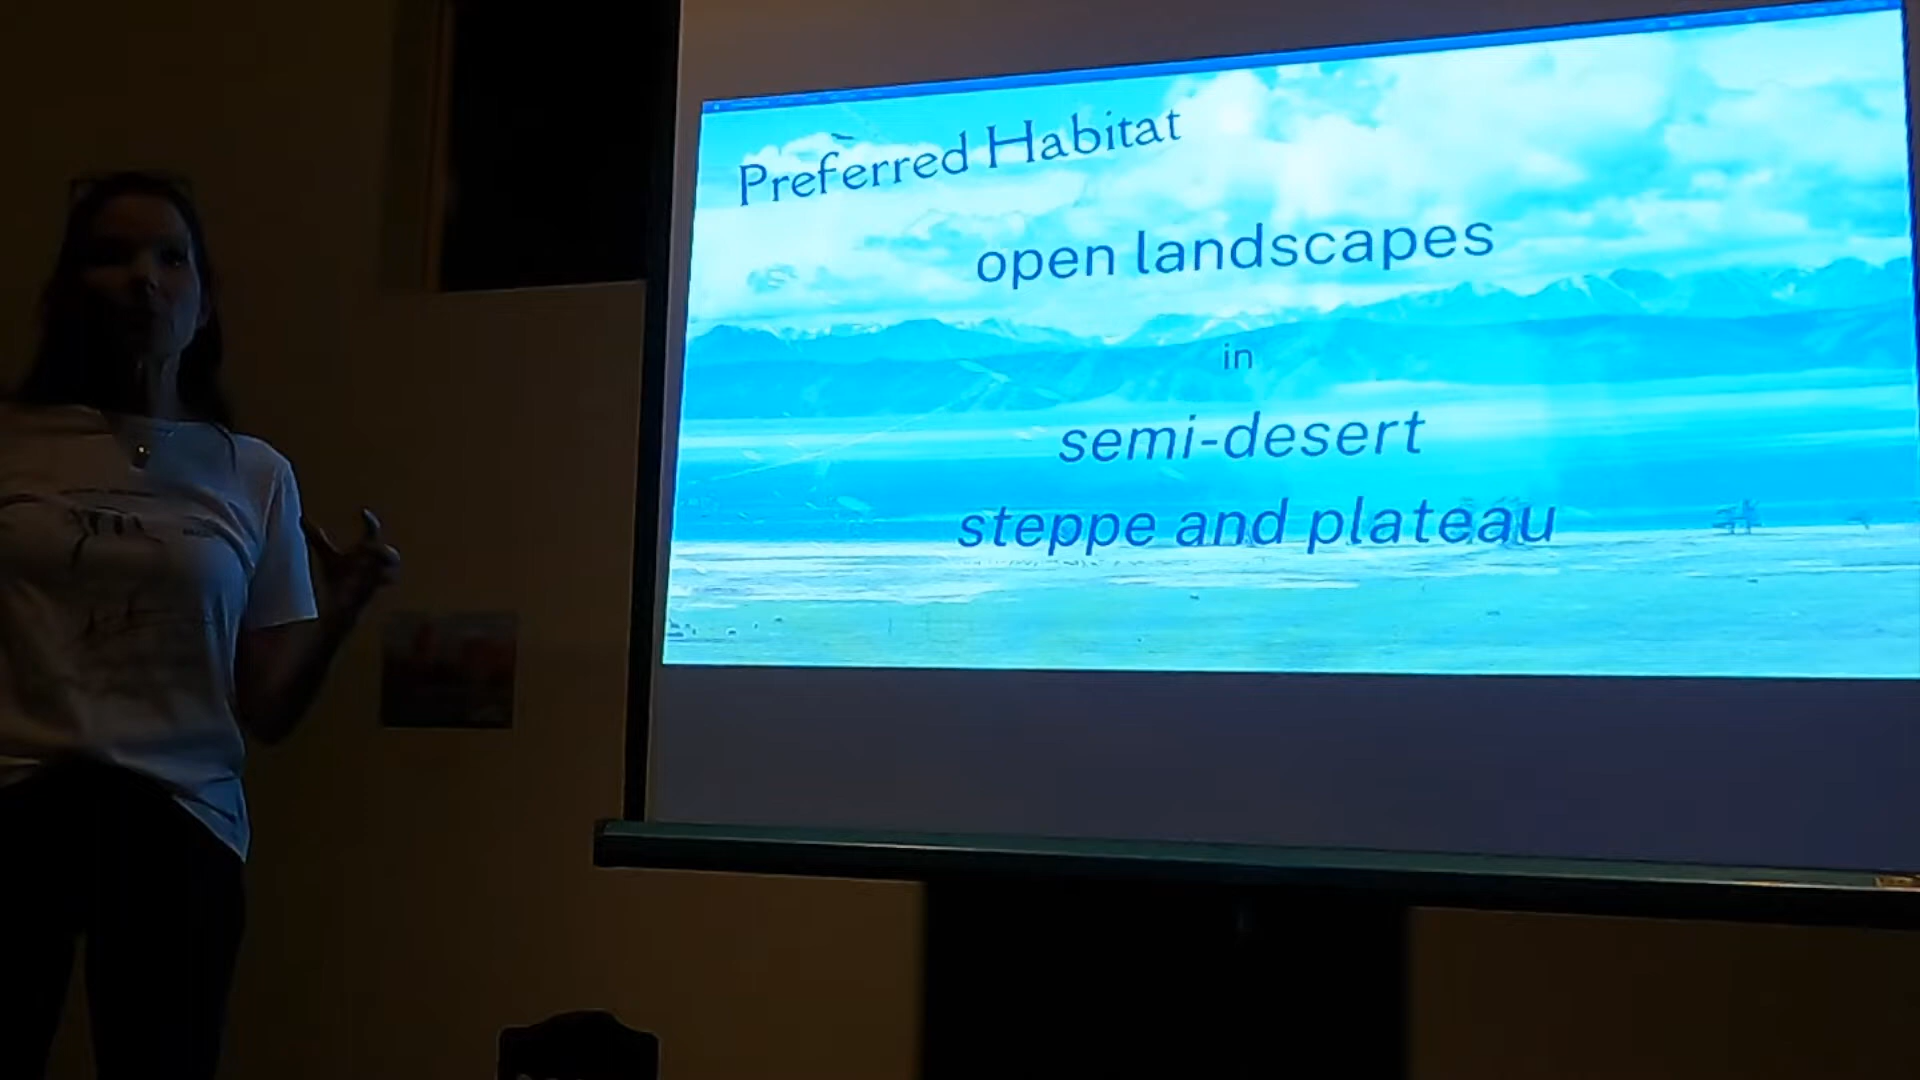 Preferred Habitat
open landscapes
in
semi-desert
steppe and plateau